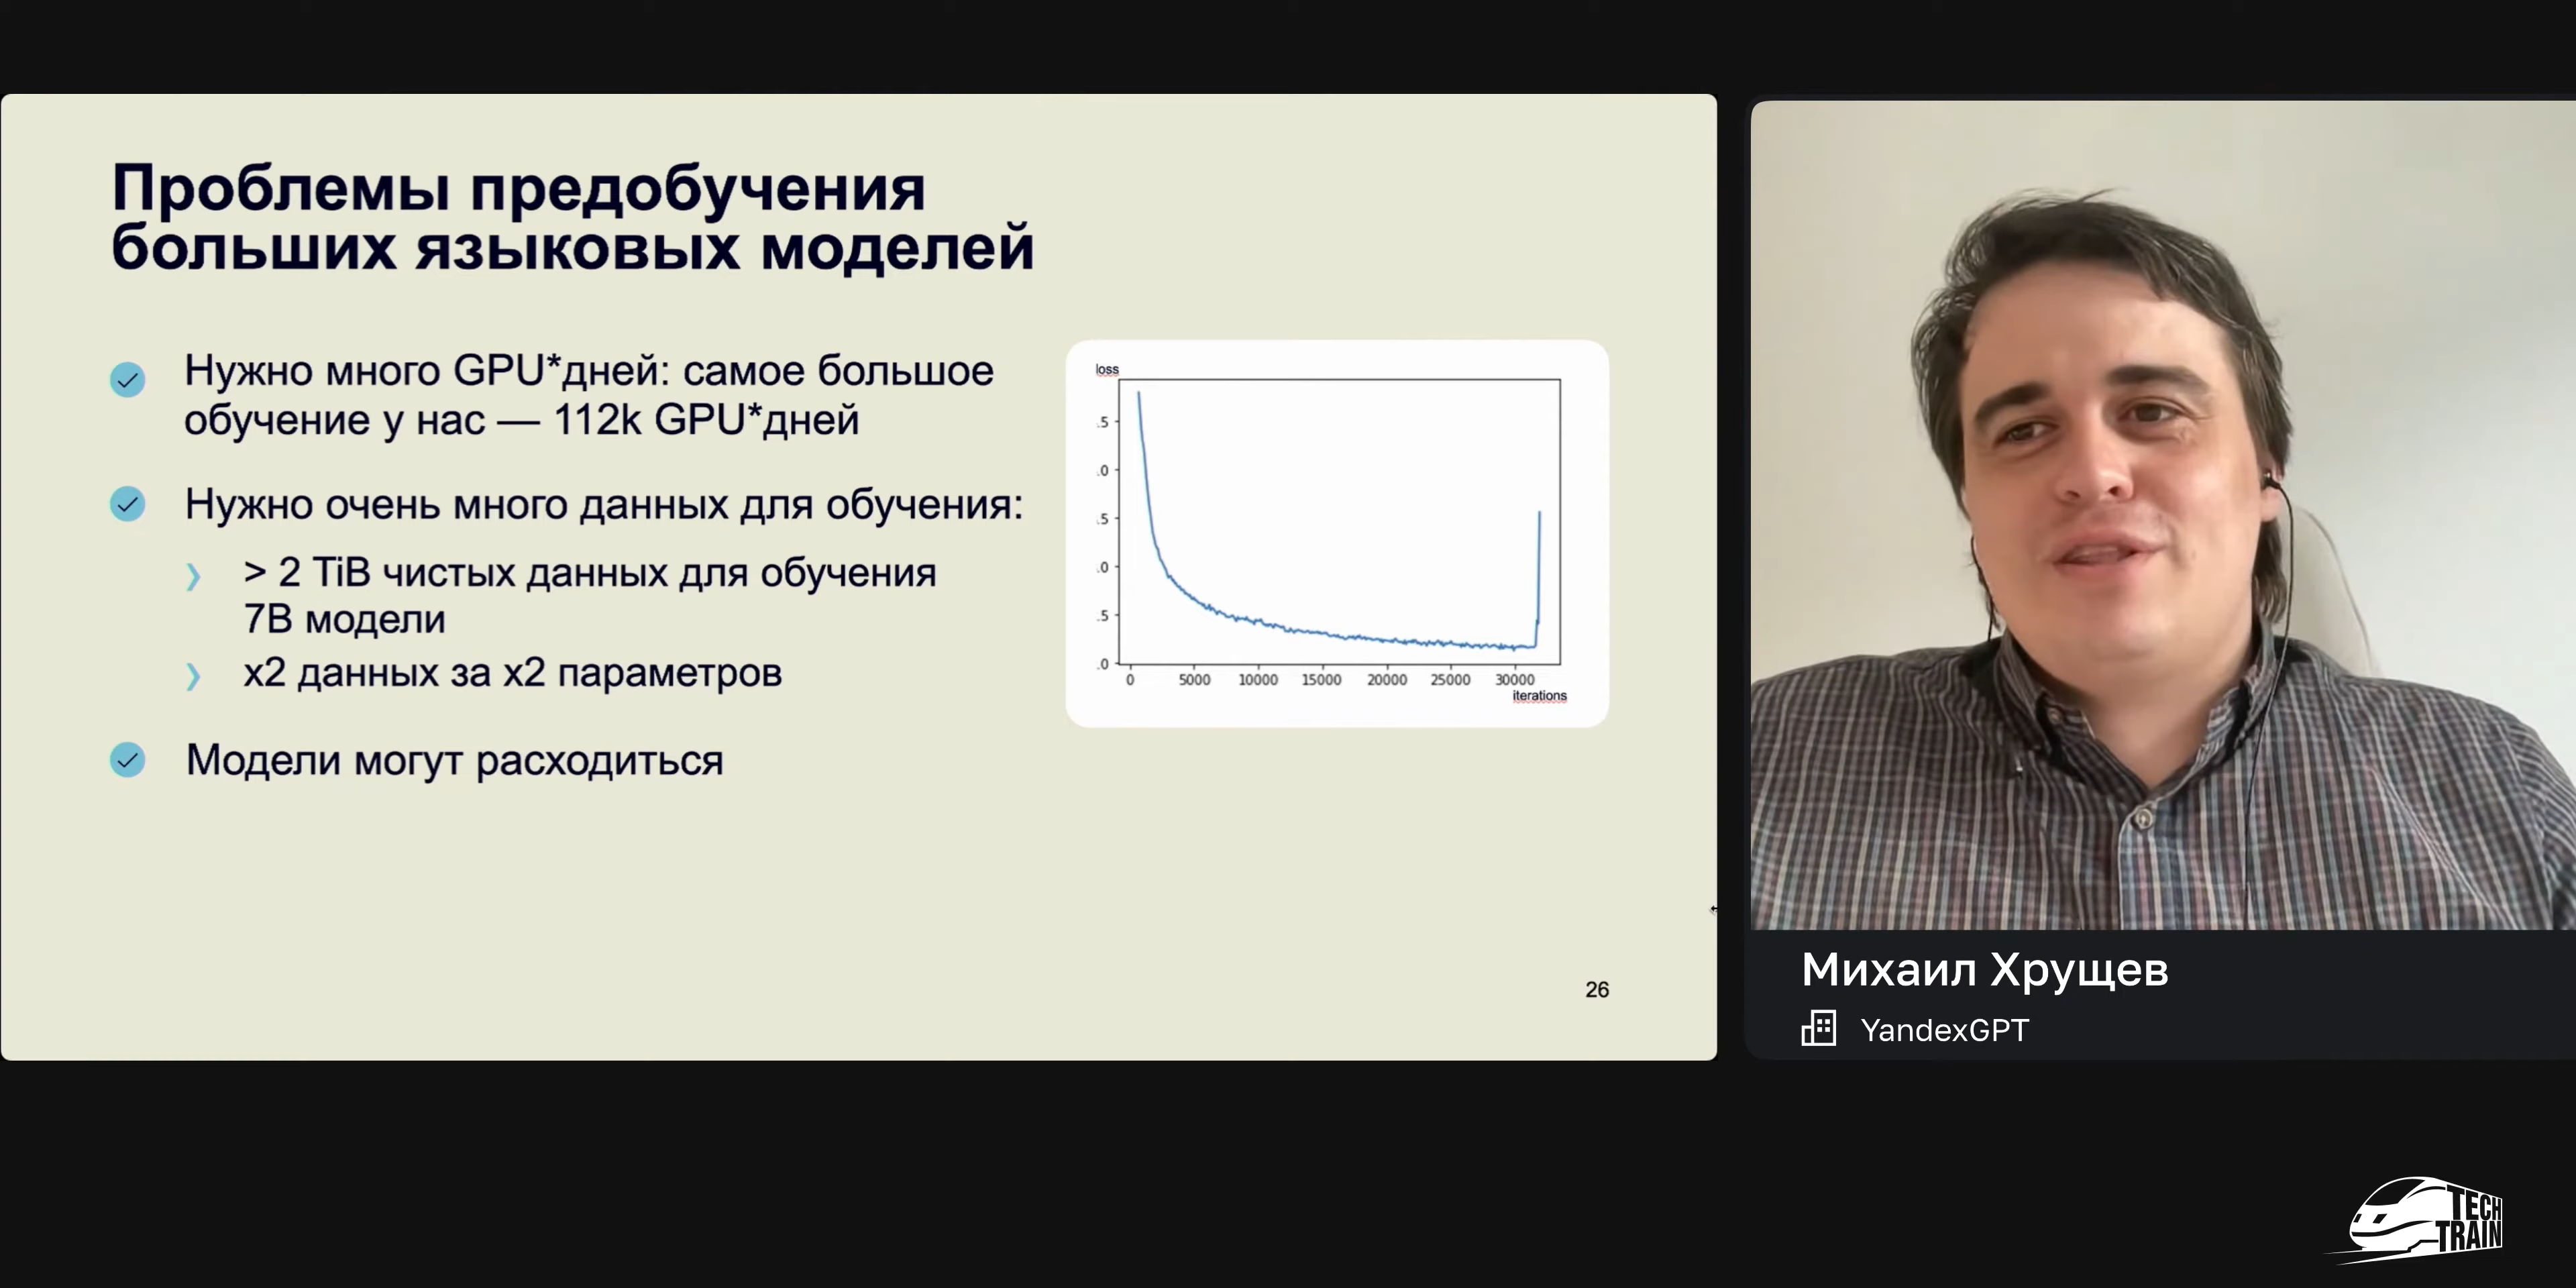 Проблемы предобучения
больших языковых моделей
Нужно много GPU*дней: самое большое
обучение у нас — 112k GPU*дней
Нужно очень много данных для обучения:
> 2 TiB чистых данных для обучения
7B модели
x2 данных за x2 параметров
Модели могут расходиться
loss
.5
.0
.5
.0
.5
.0
0 5000 10000 15000 20000 25000 30000
iterations
26
Михаил Хрущев
YandexGPT
TECH
TRAIN